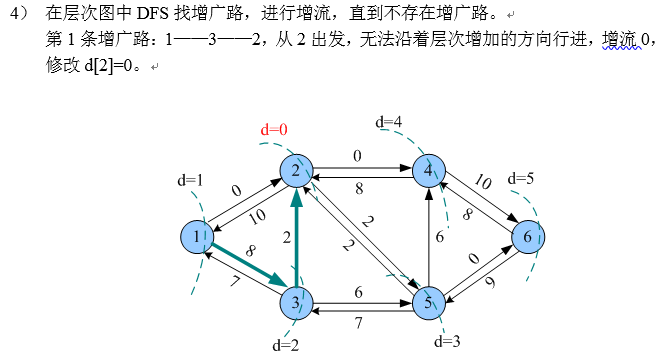 4） 在层次图中 DFS 找增广路，进行增流，直到不存在增广路。
第 1 条增广路：1——3——2，从 2 出发，无法沿着层次增加的方向行进，增流 0，
修改 d[2]=0。
d=4
d=0
0
2
4
8
10
d=1
d=5
0
10
8
2
1
8
2
2
6
6
7
0
9
3
6
5
7
d=2
d=3